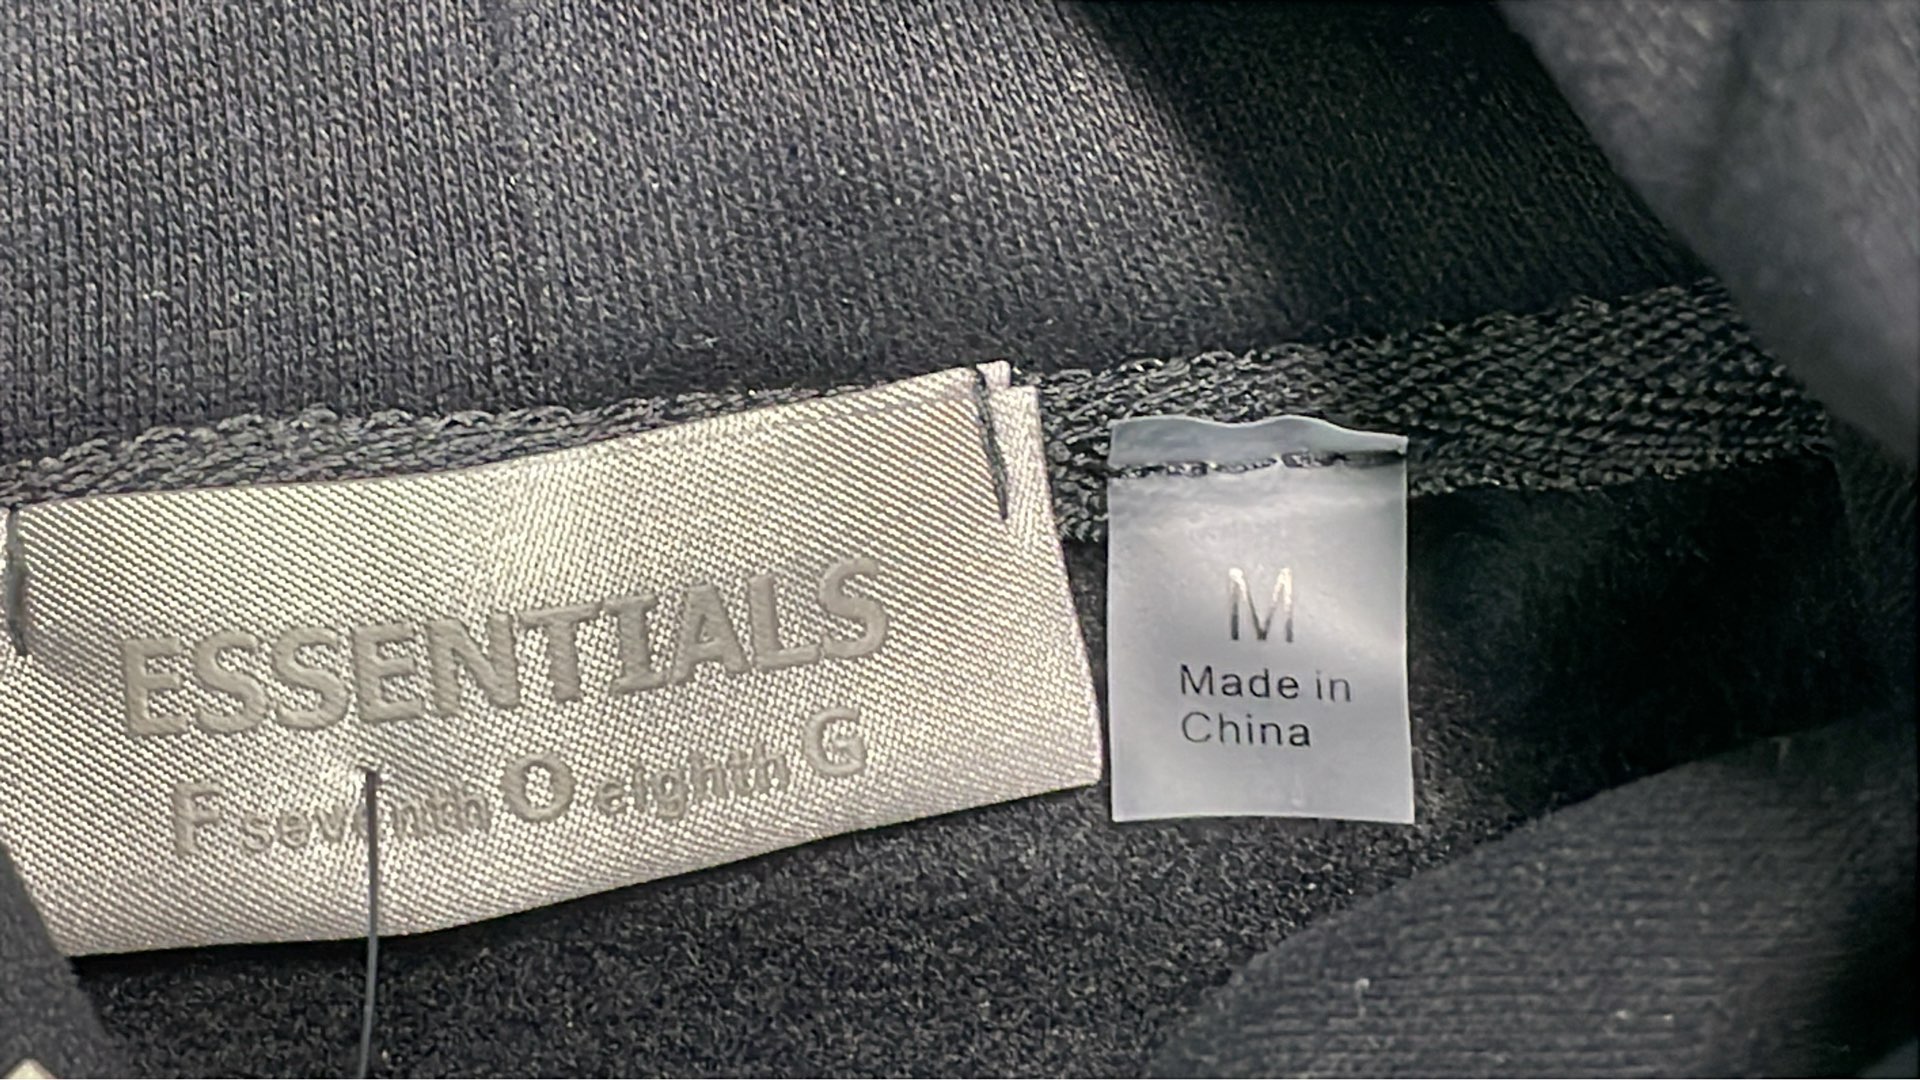 ESSENTIALS
F seventh O eighth G
M
Made in
China